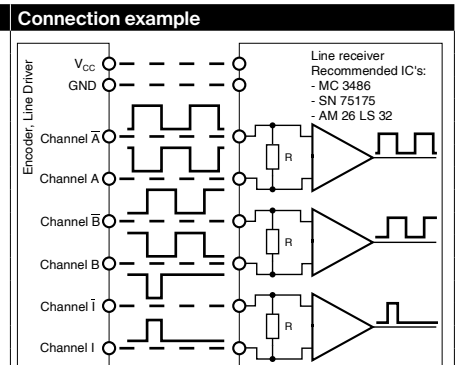 Connection example
Encoder, Line Driver
V_CC
GND
Channel A̅
Channel A
Channel B̅
Channel B
Channel I̅
Channel I
Line receiver
Recommended IC's:
- MC 3486
- SN 75175
- AM 26 LS 32
R
R
R